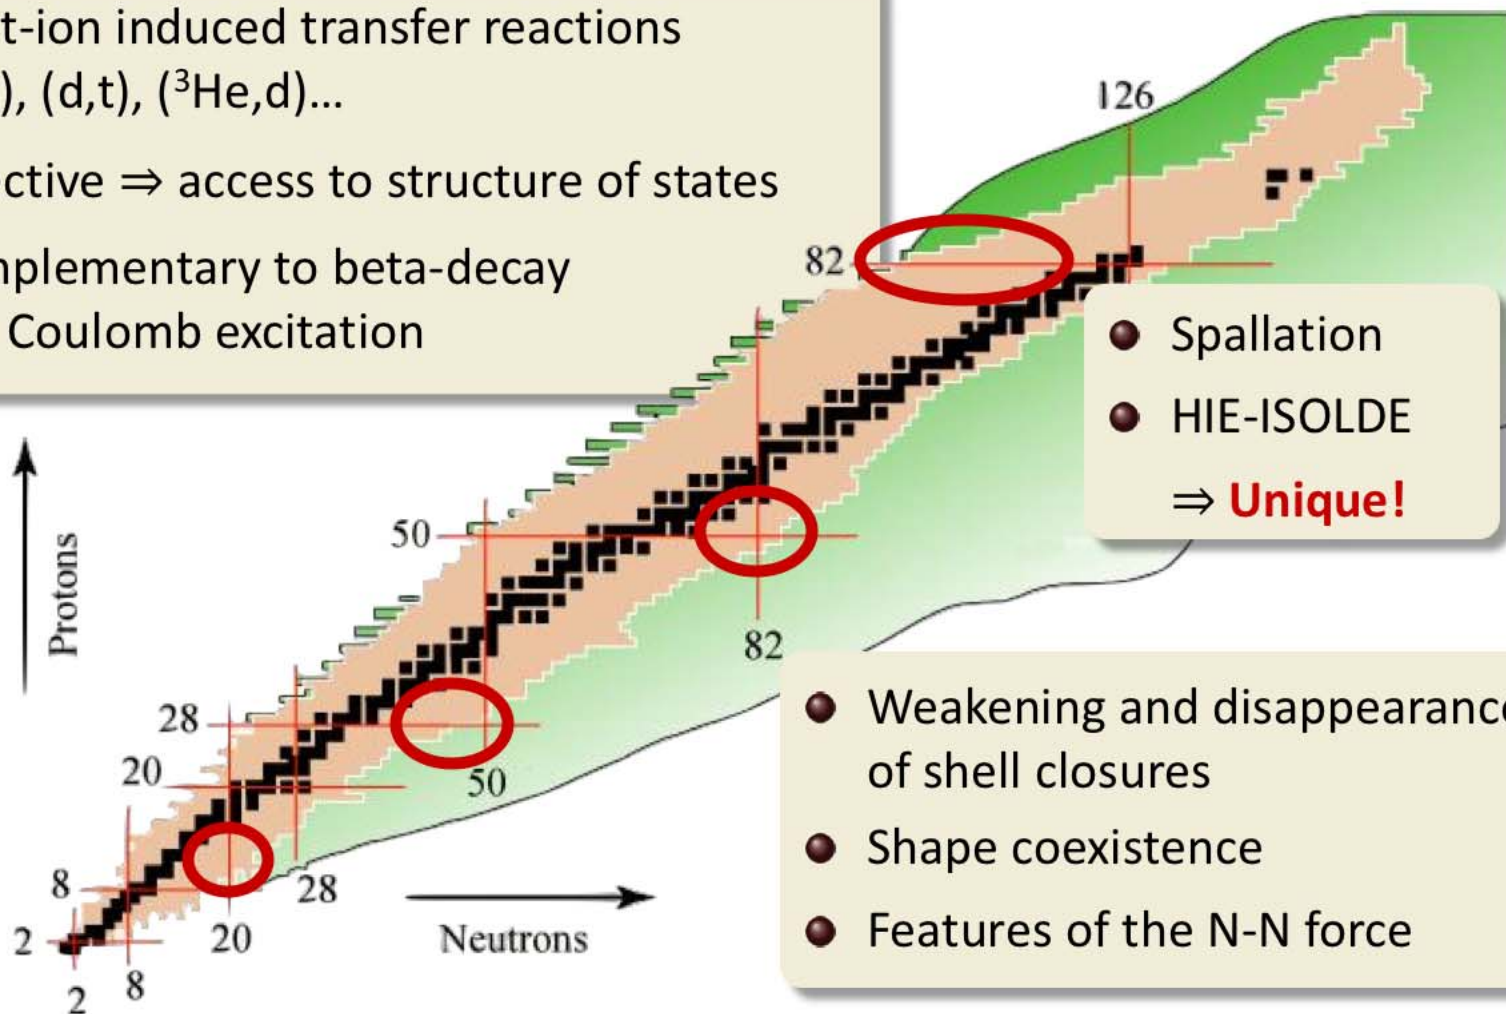 t-ion induced transfer reactions
), (d,t), (³He,d)...
ctive ⇒ access to structure of states
nplementary to beta-decay
Coulomb excitation
126
82
Spallation
HIE-ISOLDE
⇒ Unique!
50
Protons
82
28
Weakening and disappearance
of shell closures
20
50
Shape coexistence
8
28
Features of the N-N force
2
20
Neutrons
8
2